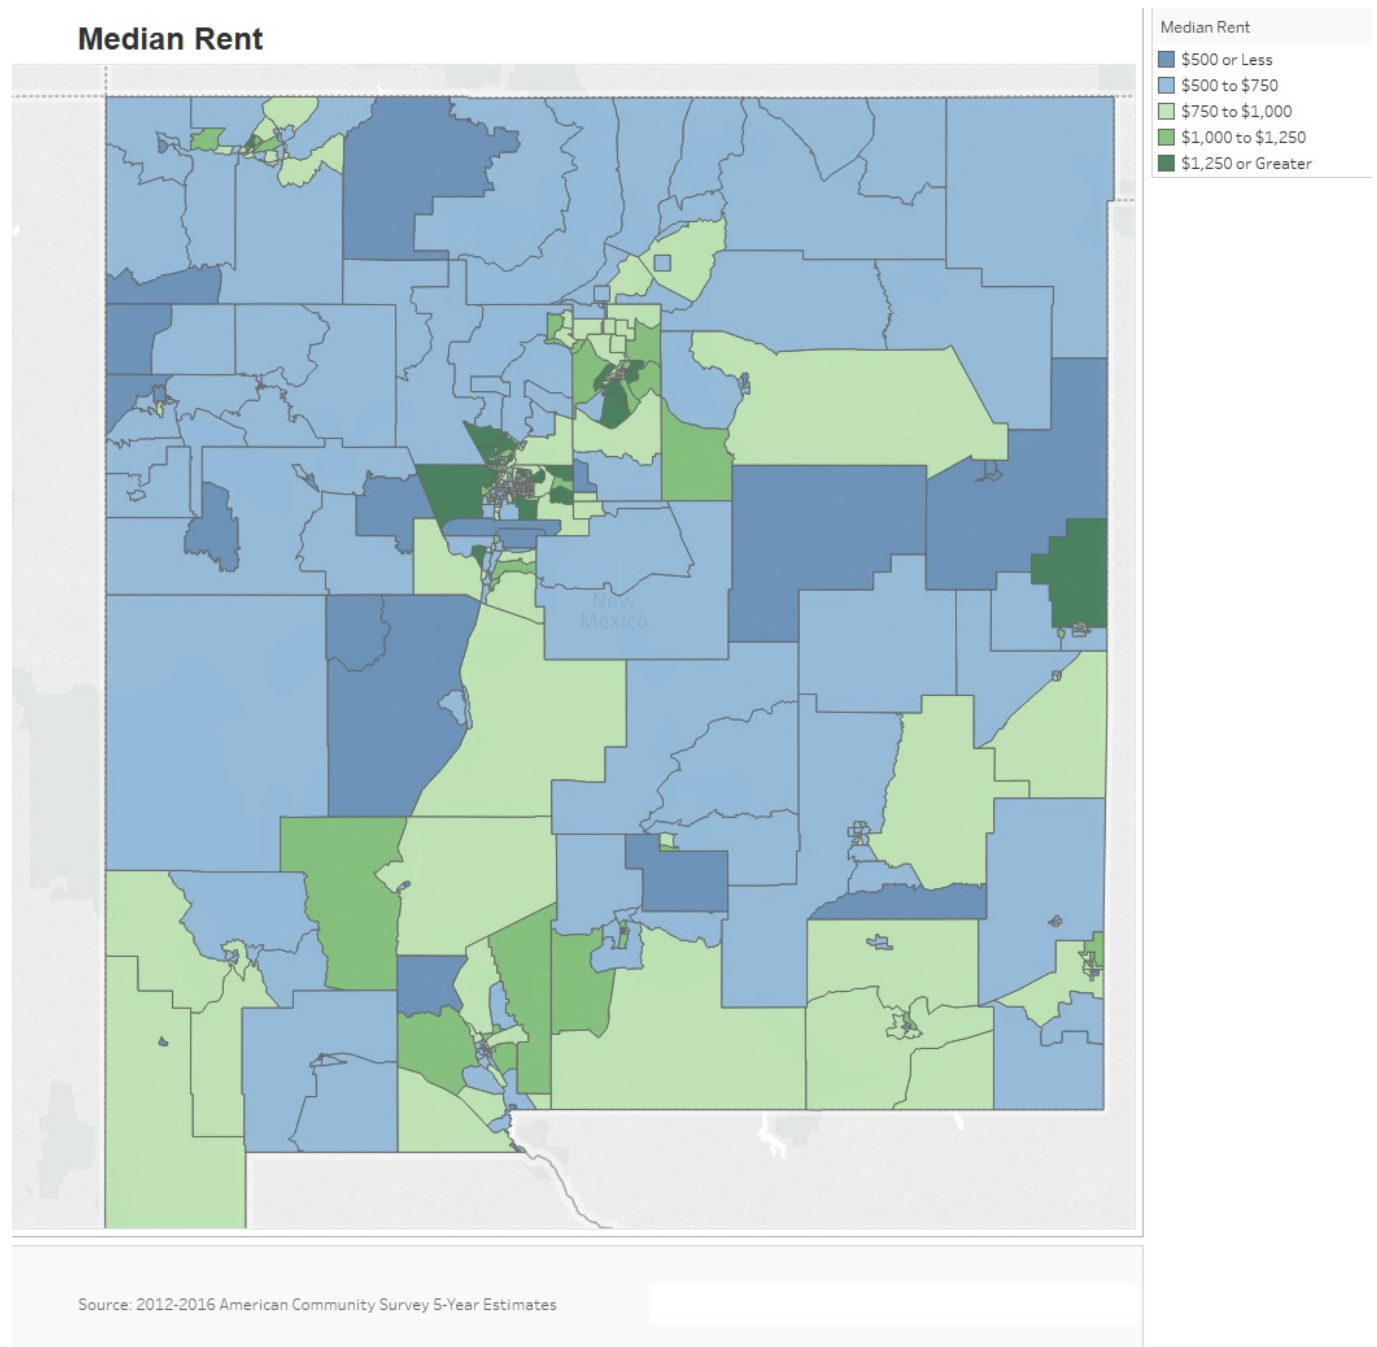 Median Rent
Median Rent
$500 or Less
$500 to $750
$750 to $1,000
$1,000 to $1,250
$1,250 or Greater
New
Mexico
Source: 2012-2016 American Community Survey 5-Year Estimates